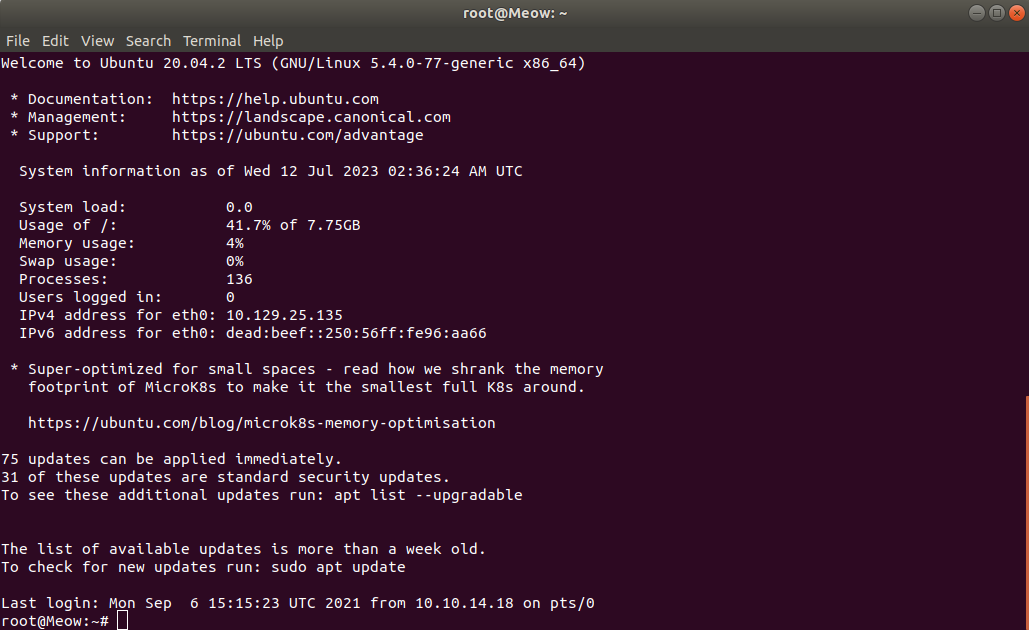 root@Meow: ~
File Edit View Search Terminal Help
Welcome to Ubuntu 20.04.2 LTS (GNU/Linux 5.4.0-77-generic x86_64)
* Documentation:  https://help.ubuntu.com
* Management:     https://landscape.canonical.com
* Support:        https://ubuntu.com/advantage
System information as of Wed 12 Jul 2023 02:36:24 AM UTC
System load:           0.0
Usage of /:            41.7% of 7.75GB
Memory usage:          4%
Swap usage:            0%
Processes:             136
Users logged in:       0
IPv4 address for eth0: 10.129.25.135
IPv6 address for eth0: dead:beef::250:56ff:fe96:aa66
* Super-optimized for small spaces - read how we shrank the memory
footprint of MicroK8s to make it the smallest full K8s around.
https://ubuntu.com/blog/microk8s-memory-optimisation
75 updates can be applied immediately.
31 of these updates are standard security updates.
To see these additional updates run: apt list --upgradable
The list of available updates is more than a week old.
To check for new updates run: sudo apt update
Last login: Mon Sep  6 15:15:23 UTC 2021 from 10.10.14.18 on pts/0
root@Meow:~#